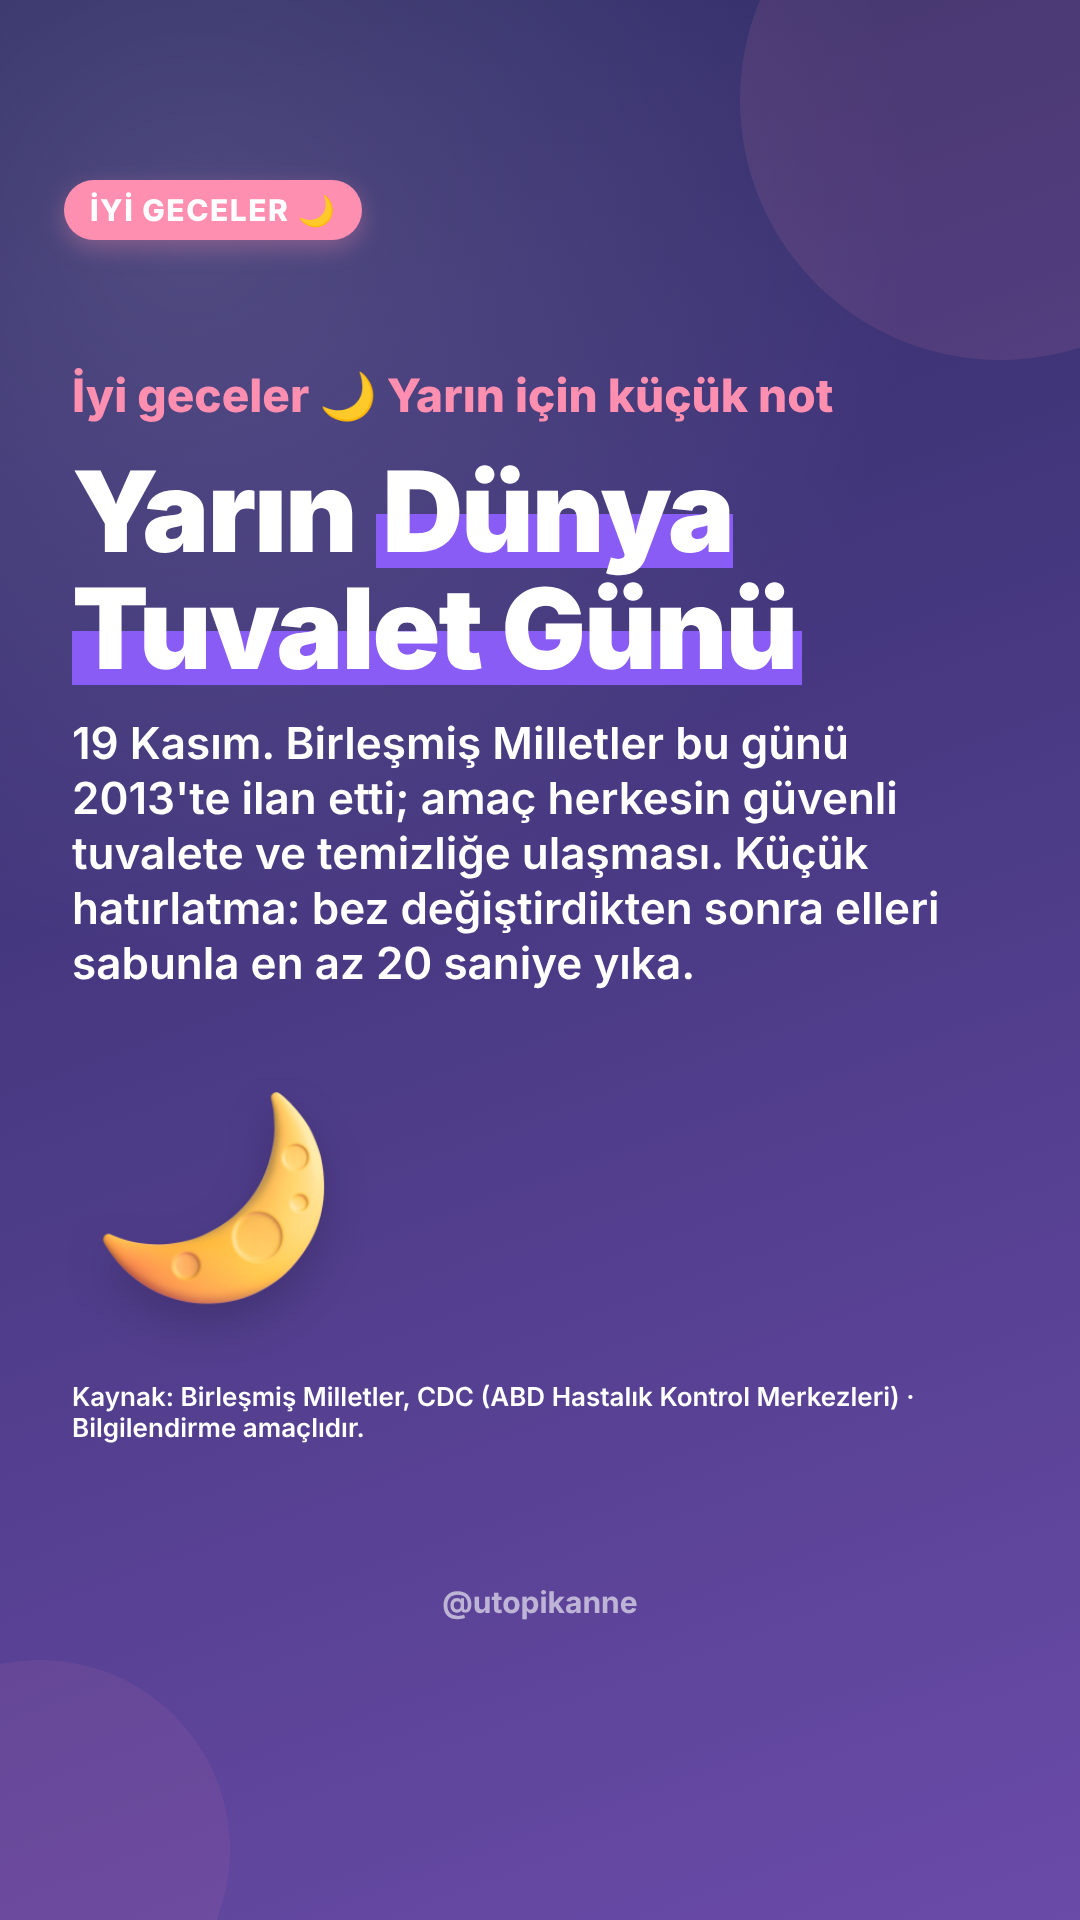 İYİ GECELER 🌙
İyi geceler 🌙 Yarın için küçük not
Yarın Dünya
Tuvalet Günü
19 Kasım. Birleşmiş Milletler bu günü
2013'te ilan etti; amaç herkesin güvenli
tuvalete ve temizliğe ulaşması. Küçük
hatırlatma: bez değiştirdikten sonra elleri
sabunla en az 20 saniye yıka.
Kaynak: Birleşmiş Milletler, CDC (ABD Hastalık Kontrol Merkezleri) ·
Bilgilendirme amaçlıdır.
@utopikanne